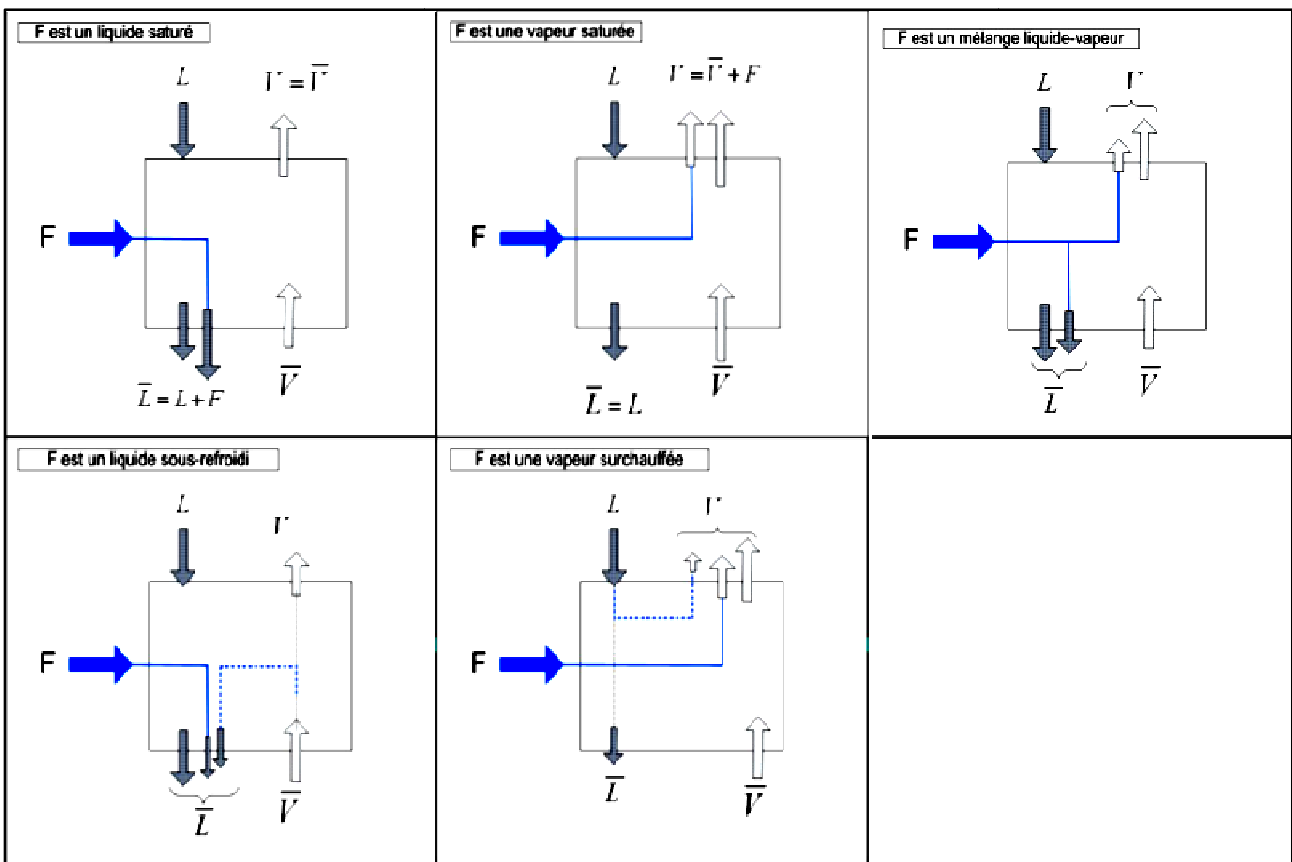 F est un liquide saturé
L
V = V̅
F
L̅ = L + F
V̅
F est une vapeur saturée
L
V = V̅ + F
F
L̅ = L
V̅
F est un mélange liquide-vapeur
L
V
F
L̅
V̅
F est un liquide sous-refroidi
L
V
F
L̅
V̅
F est une vapeur surchauffée
L
V
F
L̅
V̅